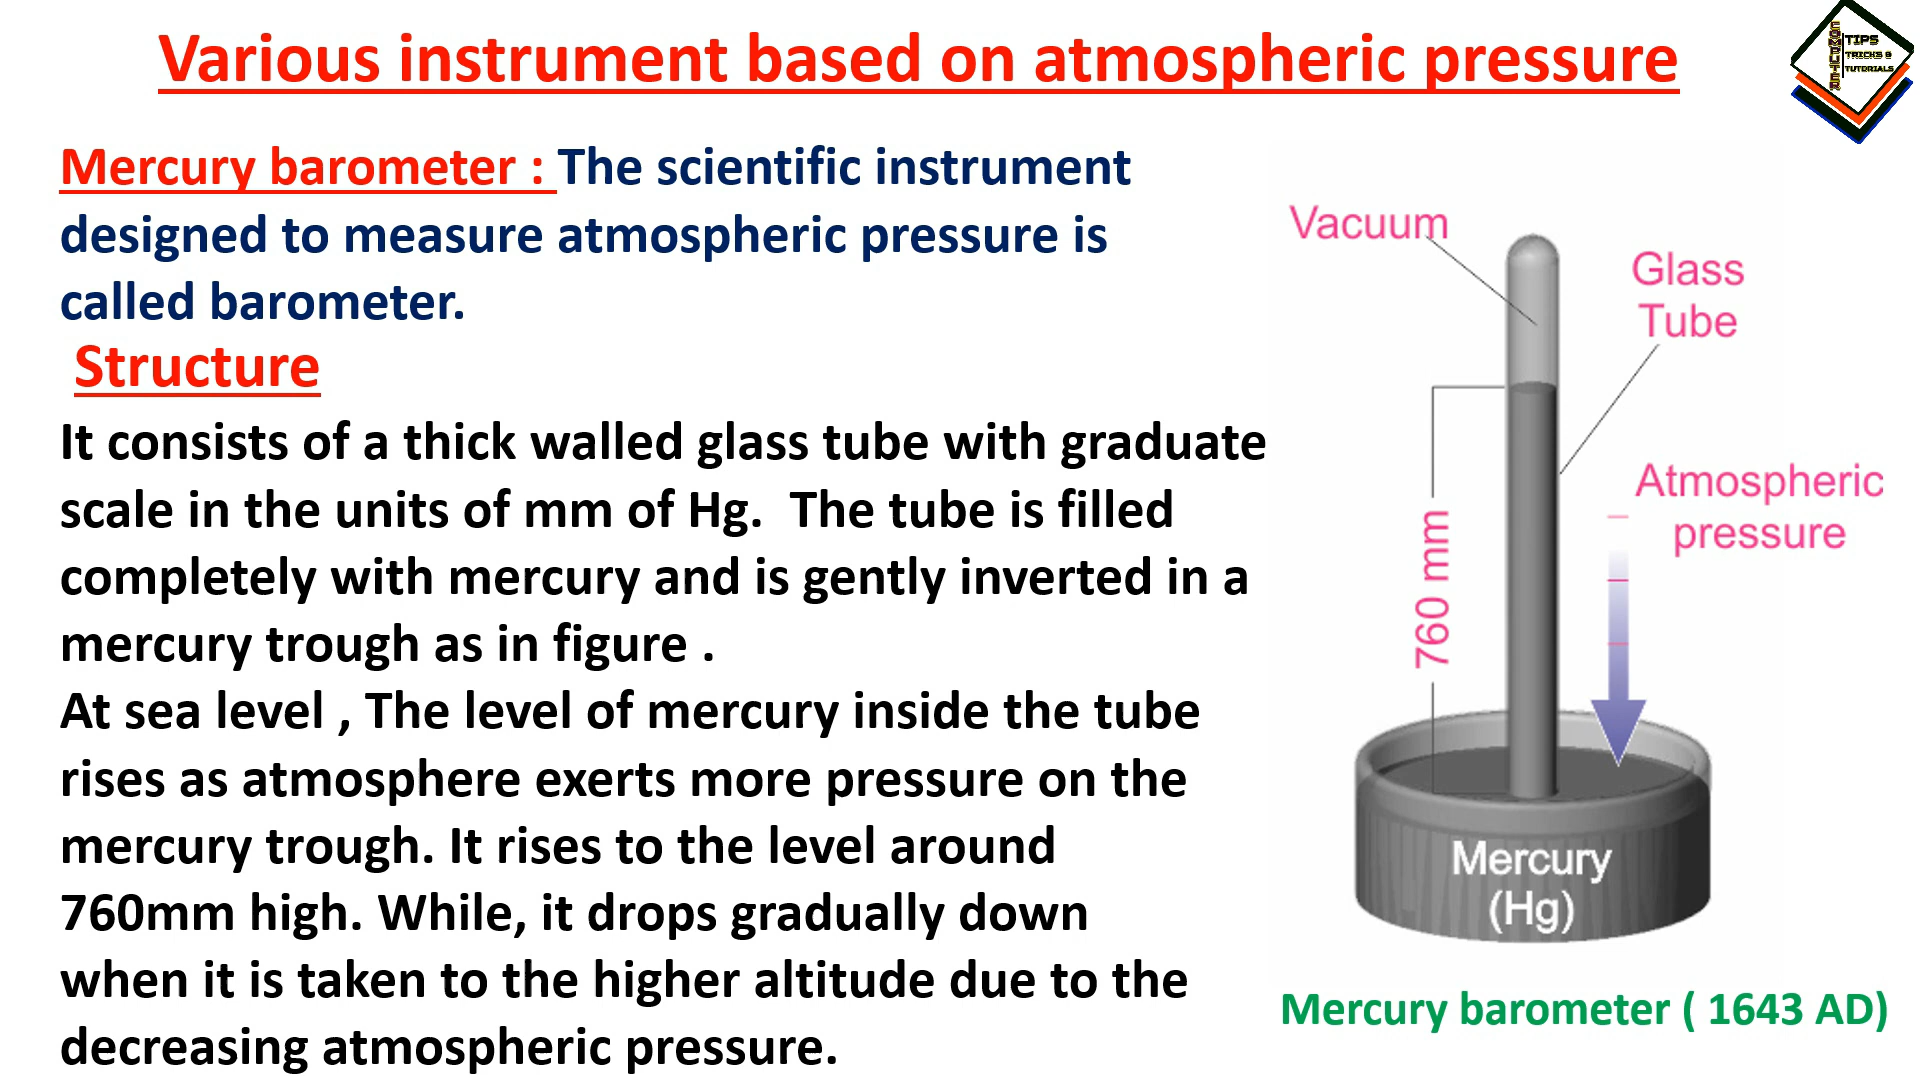 Various instrument based on atmospheric pressure
TIPS
TRICKS &
TUTORIALS
Mercury barometer : The scientific instrument
designed to measure atmospheric pressure is
called barometer.
Structure
It consists of a thick walled glass tube with graduate
scale in the units of mm of Hg.  The tube is filled
completely with mercury and is gently inverted in a
mercury trough as in figure .
At sea level , The level of mercury inside the tube
rises as atmosphere exerts more pressure on the
mercury trough. It rises to the level around
760mm high. While, it drops gradually down
when it is taken to the higher altitude due to the
decreasing atmospheric pressure.
Vacuum
Glass
Tube
Atmospheric
pressure
760 mm
Mercury
(Hg)
Mercury barometer ( 1643 AD)